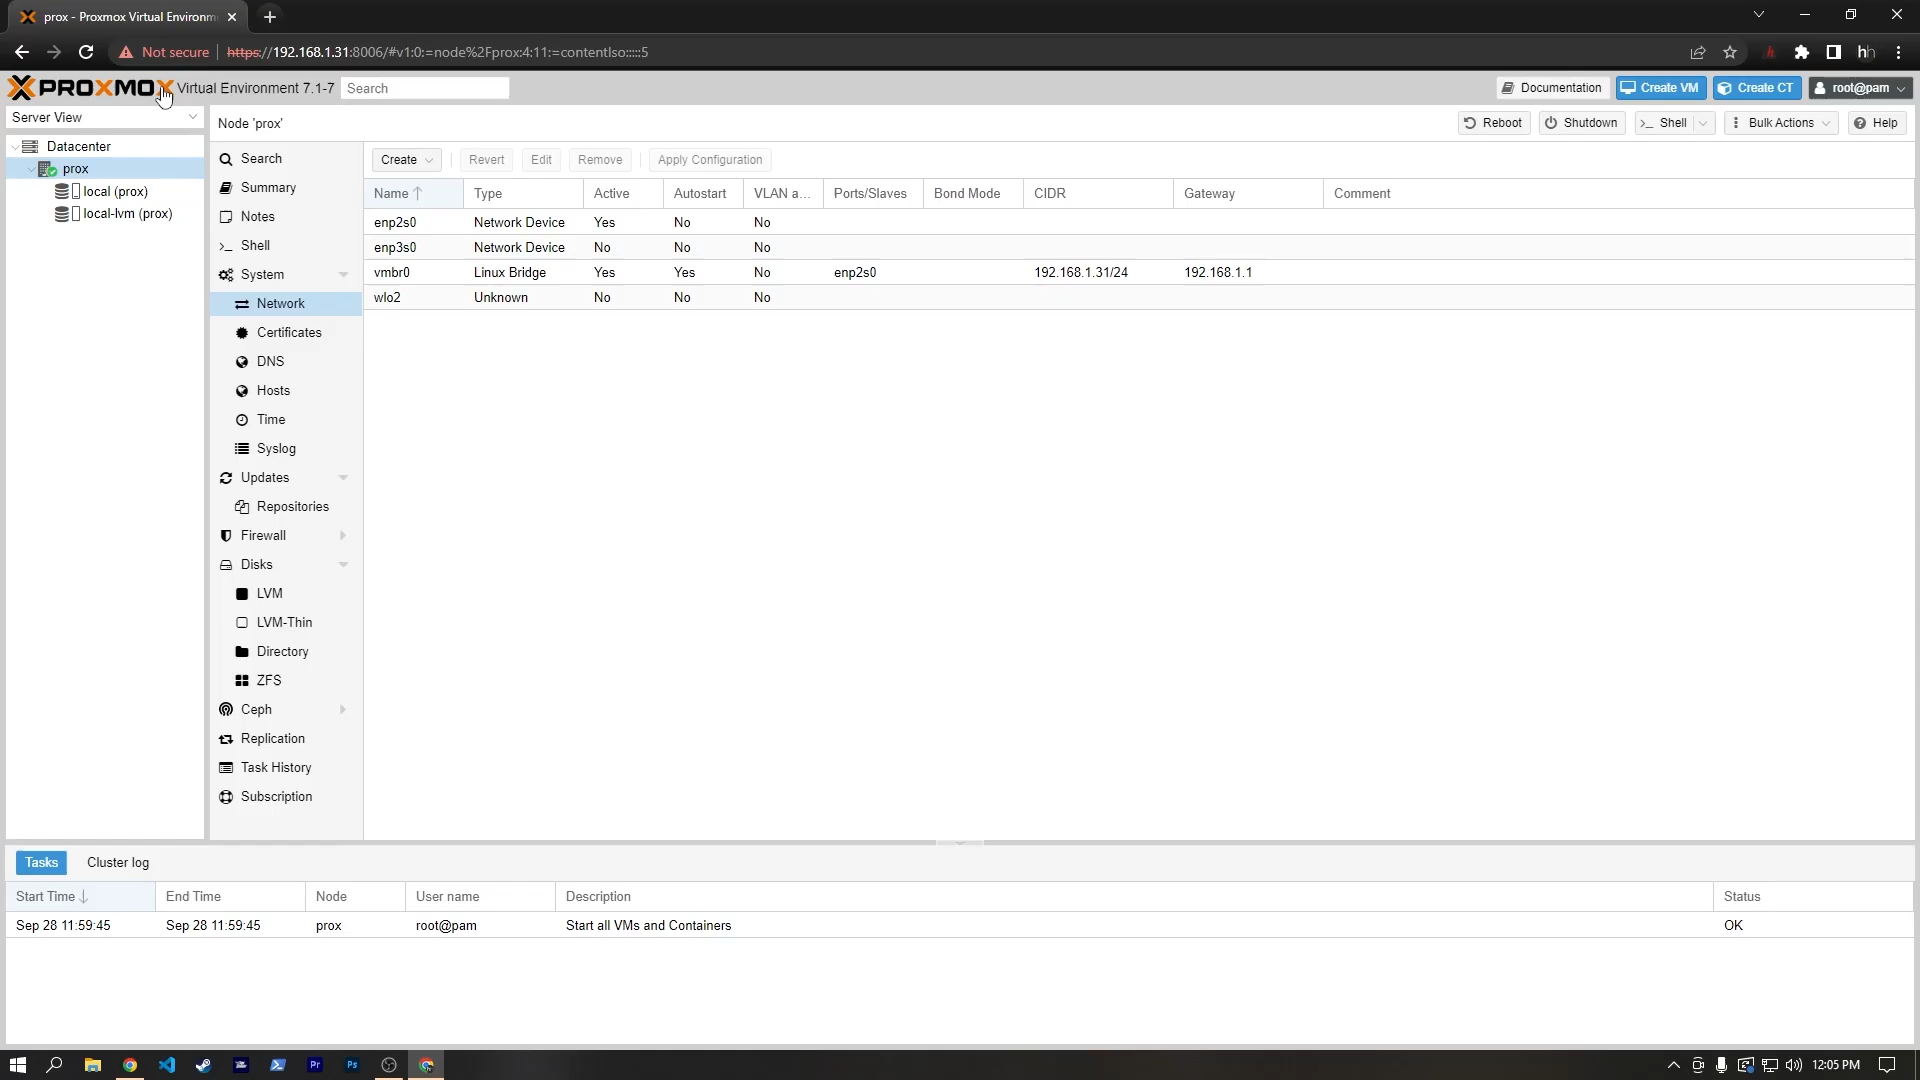 prox - Proxmox Virtual Environm
Not secure https://192.168.1.31:8006/#v1:0:=node%2Fprox:4:11:=contentIso:::::5
PROXMOX Virtual Environment 7.1-7 Search Documentation Create VM Create CT root@pam
Server View
Node 'prox' Reboot Shutdown >_ Shell Bulk Actions Help
Datacenter
prox
local (prox)
local-lvm (prox)
Search
Summary
Notes
>_ Shell
System
Network
Certificates
DNS
Hosts
Time
Syslog
Updates
Repositories
Firewall
Disks
LVM
LVM-Thin
Directory
ZFS
Ceph
Replication
Task History
Subscription
Create Revert Edit Remove Apply Configuration
Name Type Active Autostart VLAN a... Ports/Slaves Bond Mode CIDR Gateway Comment
enp2s0 Network Device Yes No No
enp3s0 Network Device No No No
vmbr0 Linux Bridge Yes Yes No enp2s0 192.168.1.31/24 192.168.1.1
wlo2 Unknown No No No
Tasks Cluster log
Start Time End Time Node User name Description Status
Sep 28 11:59:45 Sep 28 11:59:45 prox root@pam Start all VMs and Containers OK
Pr Ps 12:05 PM